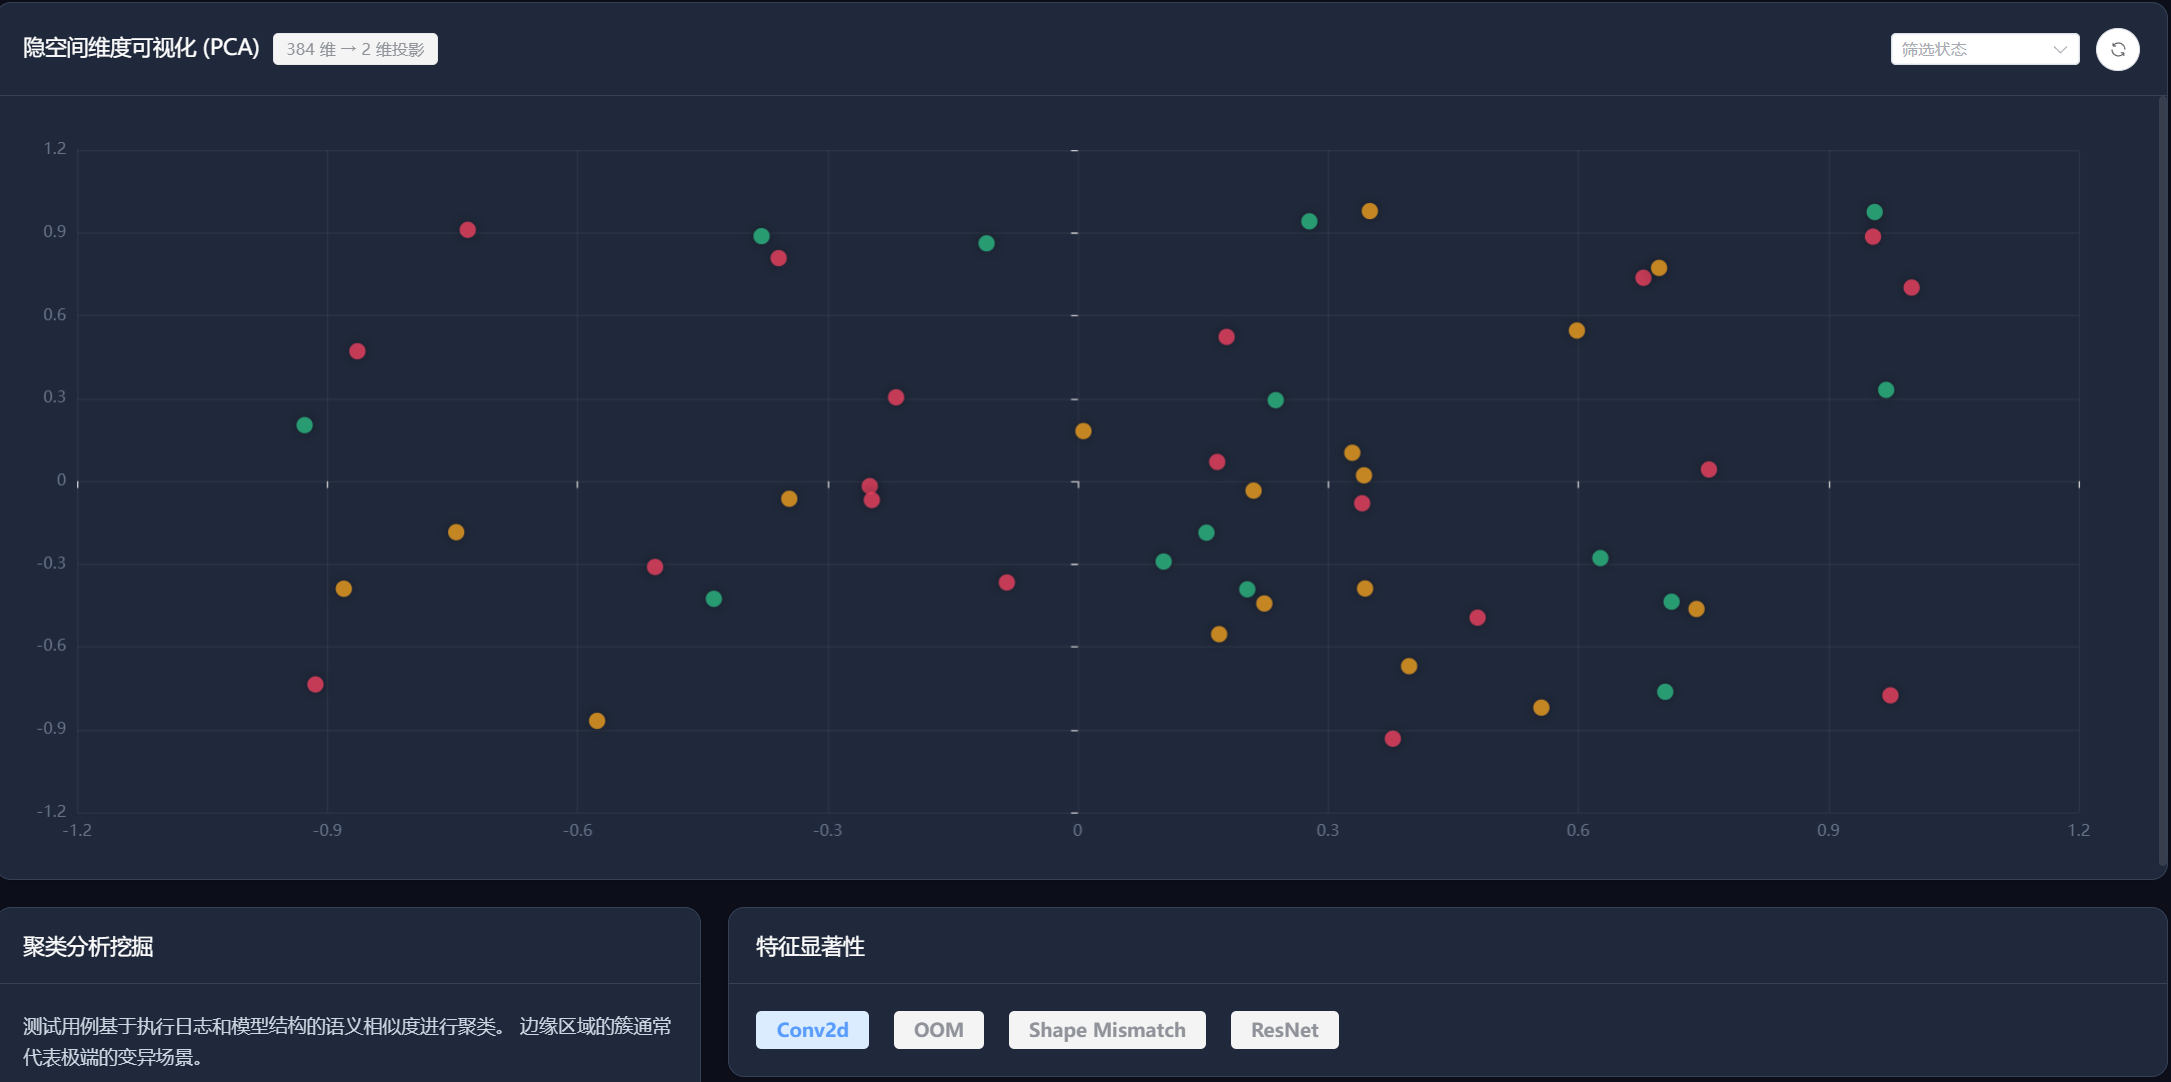 隐空间维度可视化 (PCA)
384 维 → 2 维投影
筛选状态
1.2
0.9
0.6
0.3
0
-0.3
-0.6
-0.9
-1.2
-1.2 -0.9 -0.6 -0.3 0 0.3 0.6 0.9 1.2
聚类分析挖掘
测试用例基于执行日志和模型结构的语义相似度进行聚类。 边缘区域的簇通常
代表极端的变异场景。
特征显著性
Conv2d OOM Shape Mismatch ResNet